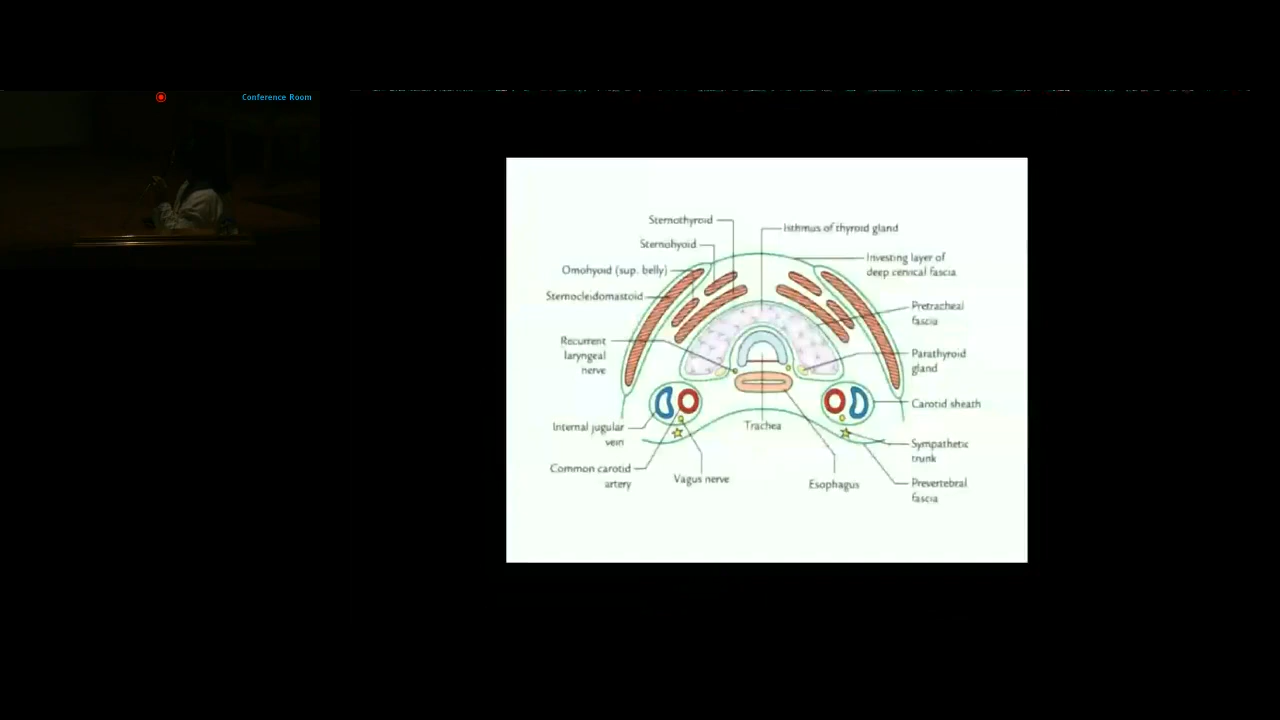 Conference Room
Sternothyroid
Isthmus of thyroid gland
Sternohyoid
Investing layer of
deep cervical fascia
Omohyoid (sup. belly)
Sternocleidomastoid
Pretracheal
fascia
Recurrent
laryngeal
nerve
Parathyroid
gland
Carotid sheath
Internal jugular
vein
Trachea
Sympathetic
trunk
Common carotid
artery
Vagus nerve
Esophagus
Prevertebral
fascia